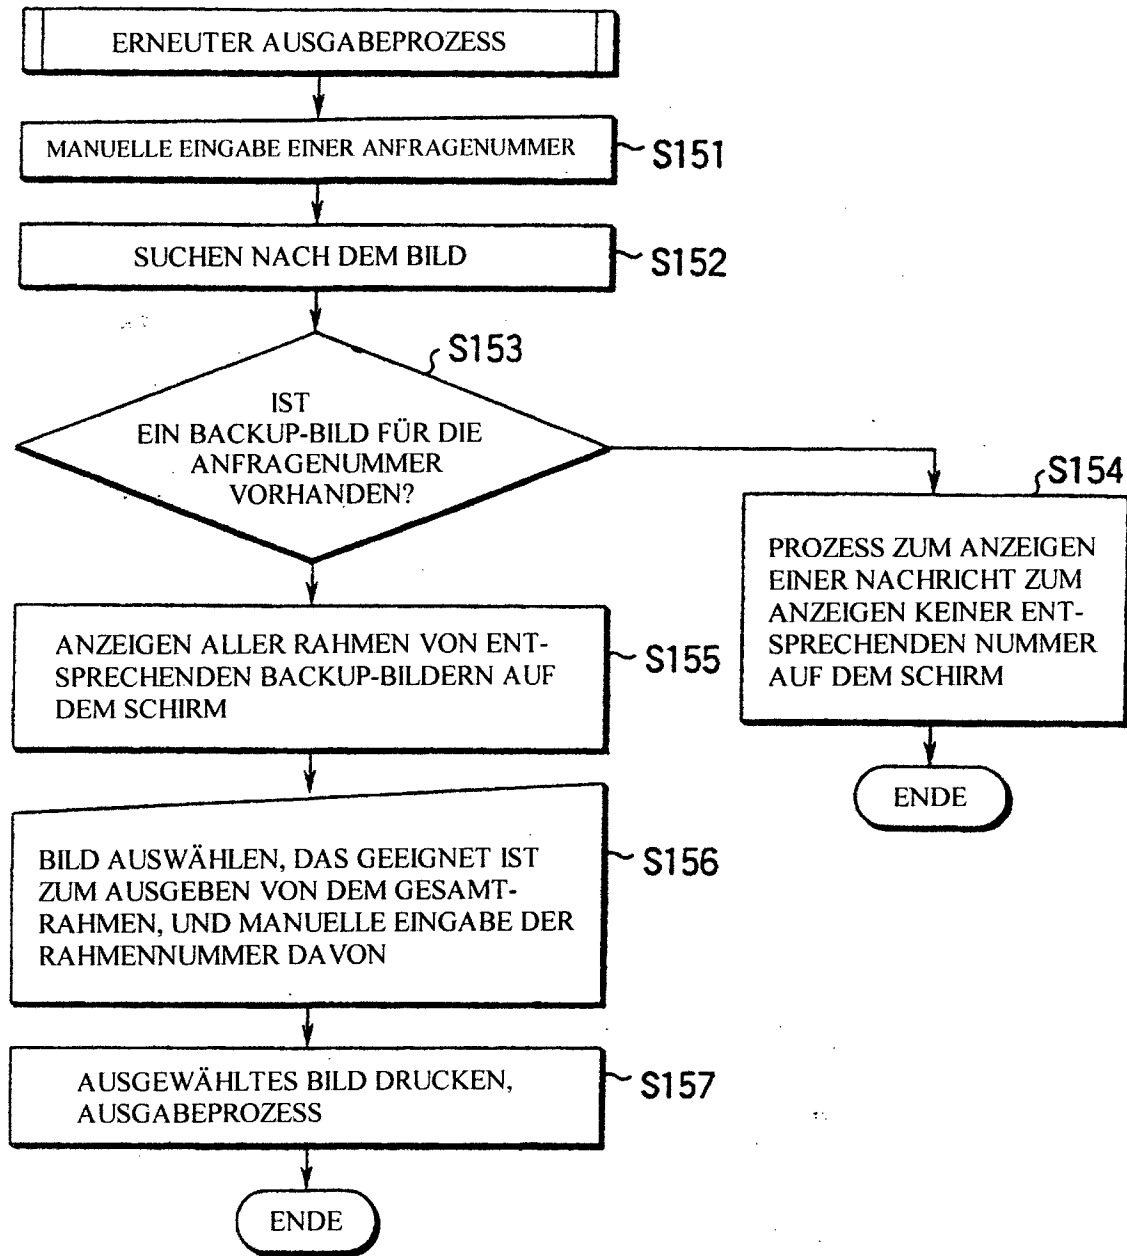 ERNEUTER AUSGABEPROZESS
MANUELLE EINGABE EINER ANFRAGENUMMER
S151
SUCHEN NACH DEM BILD
S152
S153
IST
EIN BACKUP-BILD FÜR DIE
ANFRAGENUMMER
VORHANDEN?
S154
PROZESS ZUM ANZEIGEN
EINER NACHRICHT ZUM
ANZEIGEN KEINER ENT-
SPRECHENDEN NUMMER
AUF DEM SCHIRM
ENDE
ANZEIGEN ALLER RAHMEN VON ENT-
SPRECHENDEN BACKUP-BILDERN AUF
DEM SCHIRM
S155
BILD AUSWÄHLEN, DAS GEEIGNET IST
ZUM AUSGEBEN VON DEM GESAMT-
RAHMEN, UND MANUELLE EINGABE DER
RAHMENNUMMER DAVON
S156
AUSGEWÄHLTES BILD DRUCKEN,
AUSGABEPROZESS
S157
ENDE